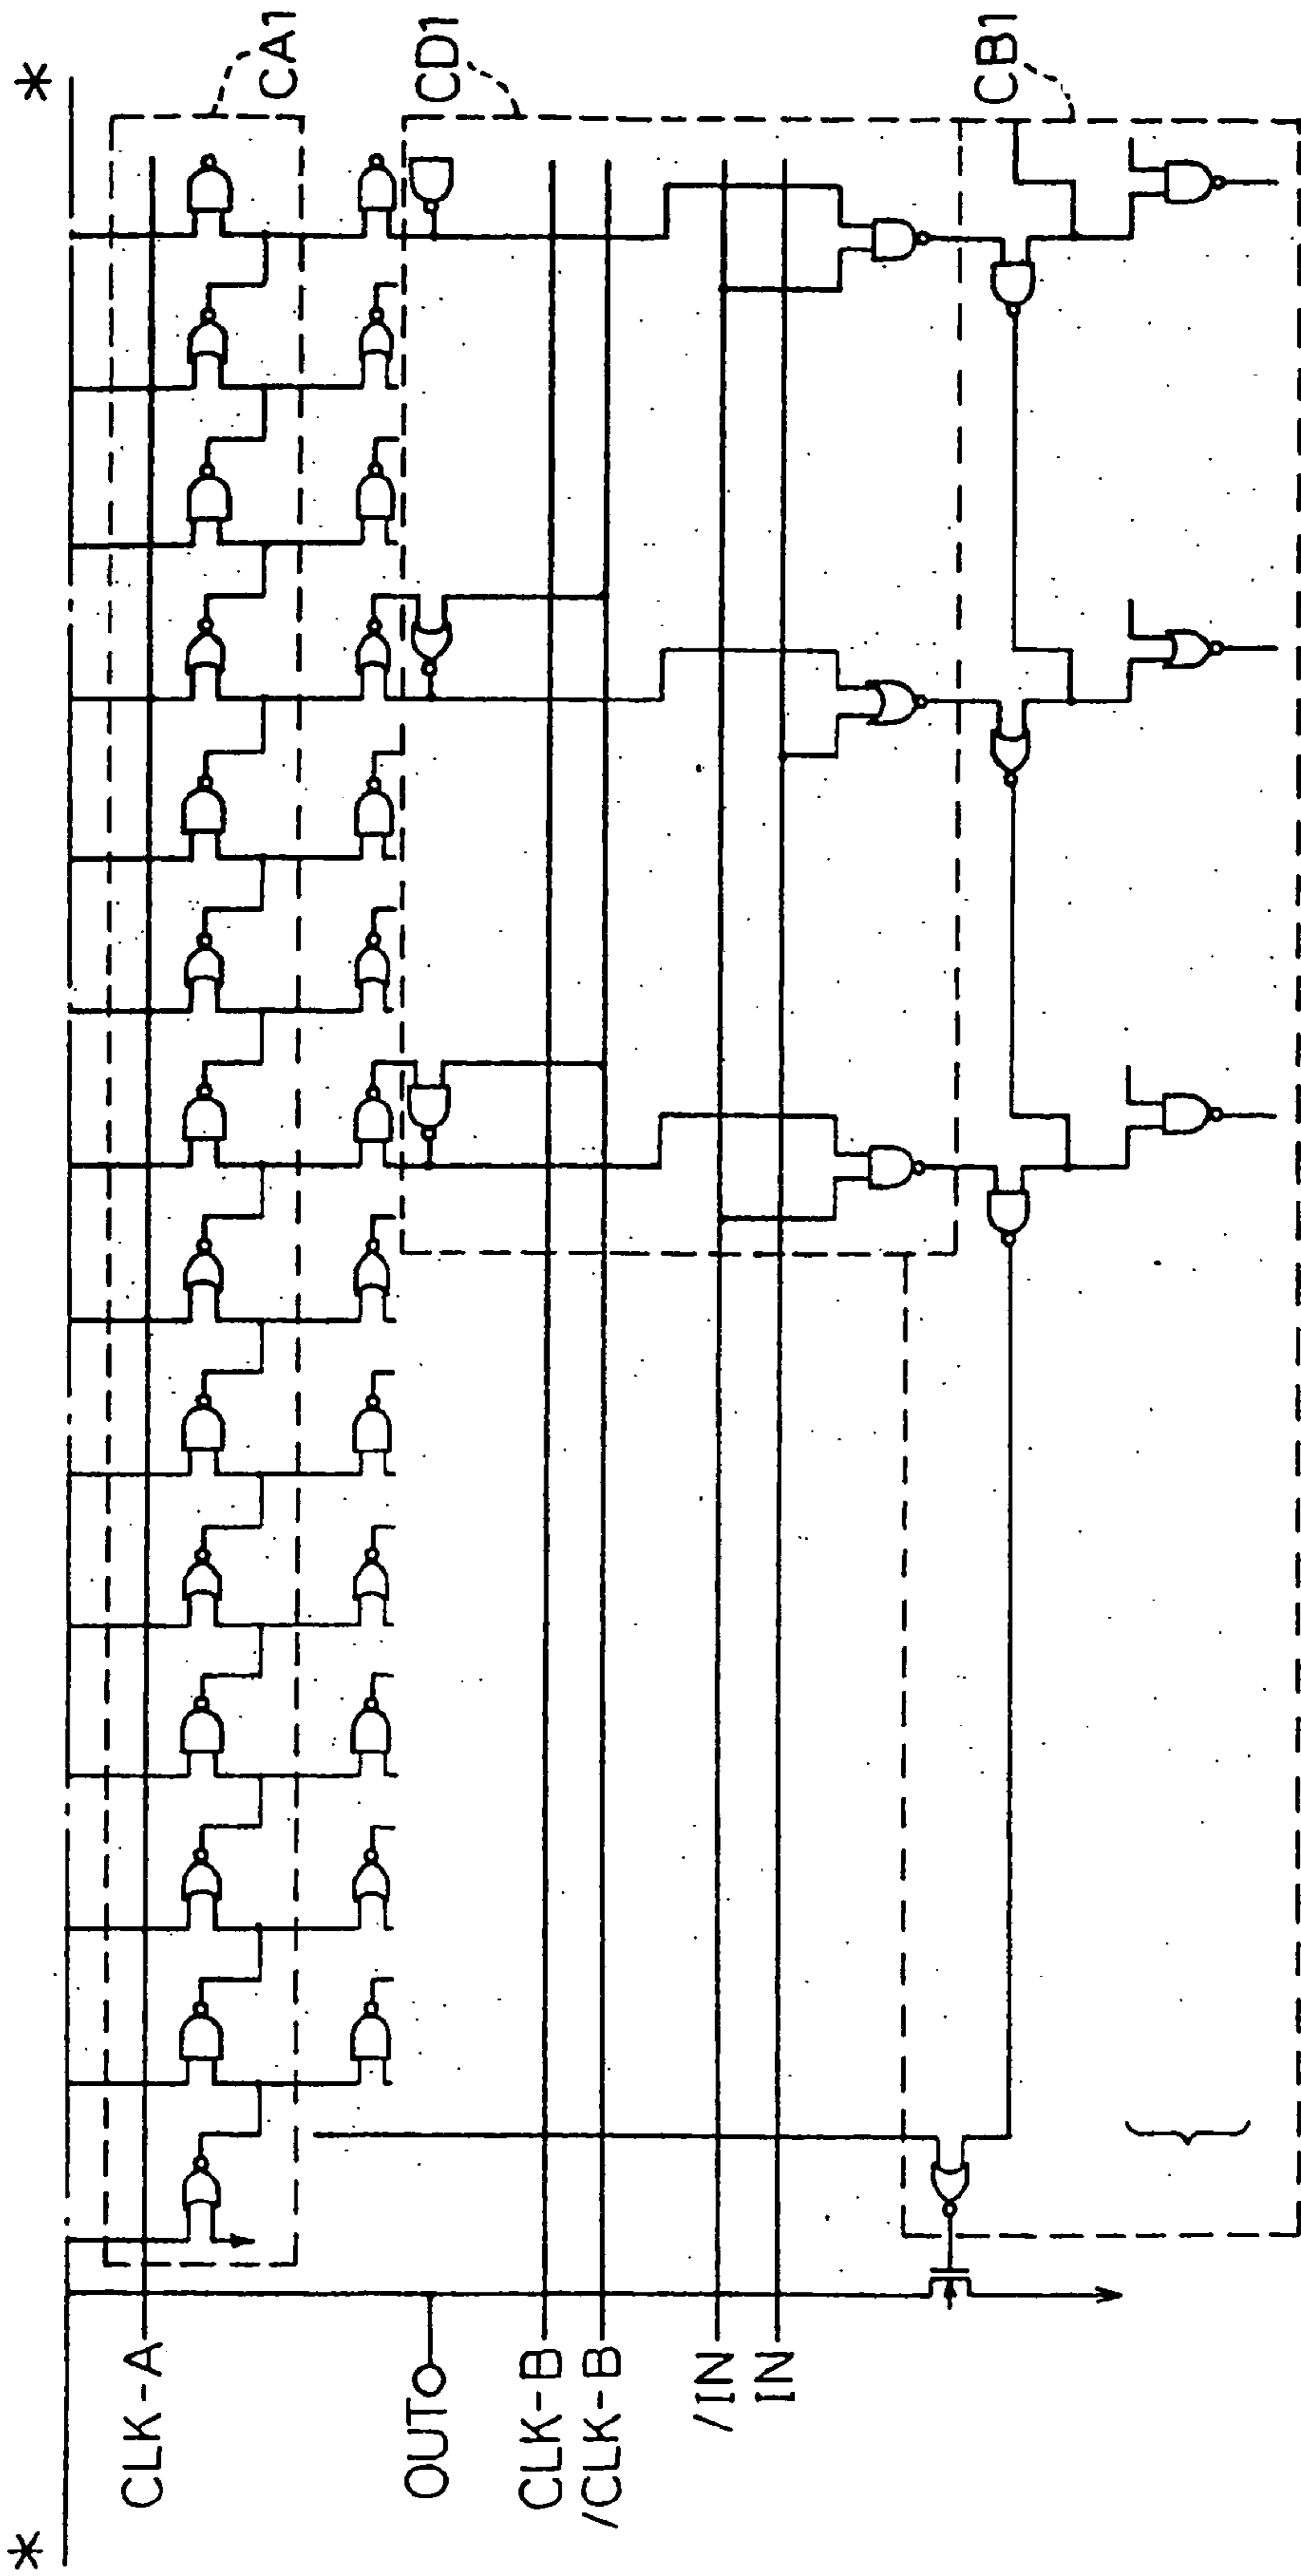 *
*
CA1
CD1
CB1
CLK-A
OUT
CLK-B
/CLK-B
/IN
IN